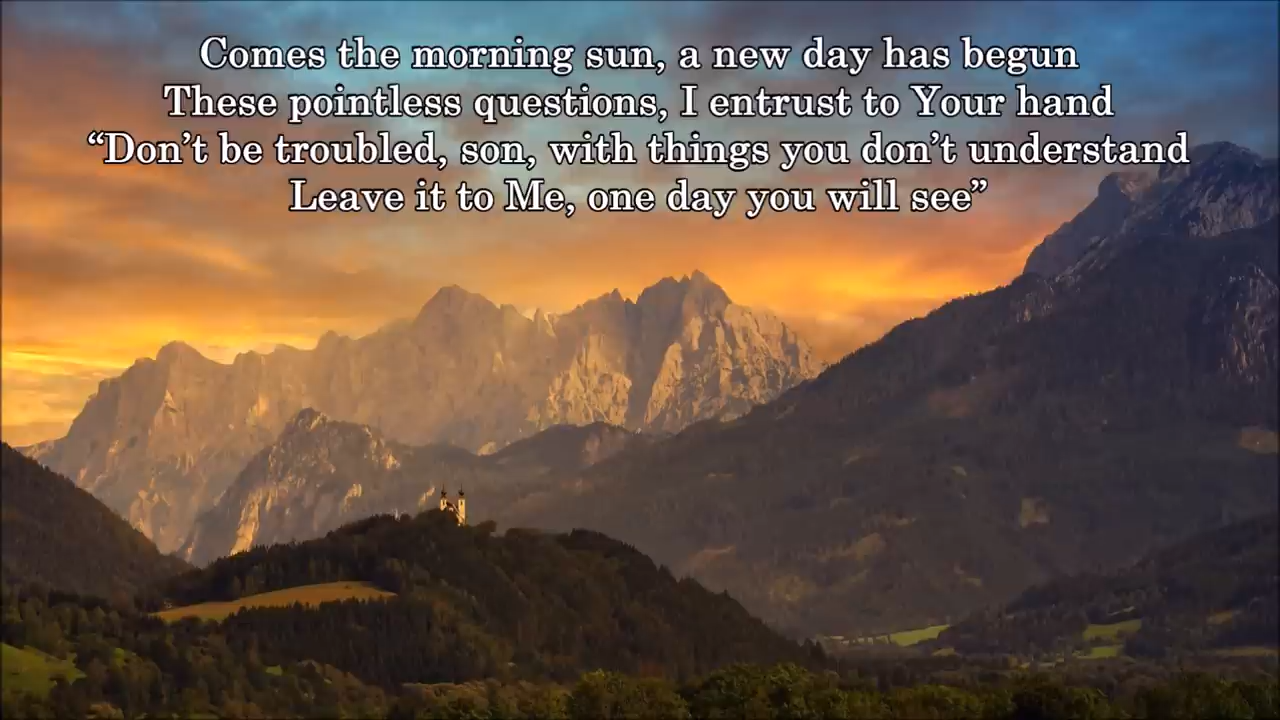 Comes the morning sun, a new day has begun
These pointless questions, I entrust to Your hand
“Don’t be troubled, son, with things you don’t understand
Leave it to Me, one day you will see”